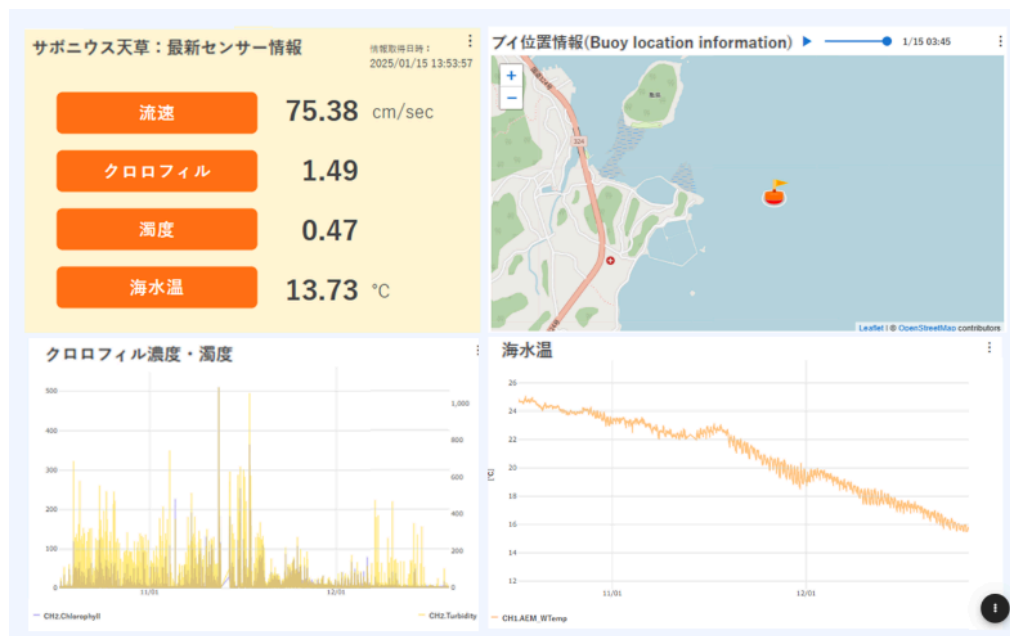 サボニウス天草：最新センサー情報
情報取得日時：
2025/01/15 13:53:57
流速 75.38 cm/sec
クロロフィル 1.49
濁度 0.47
海水温 13.73 ℃
ブイ位置情報(Buoy location information) 1/15 03:45
+
−
324
Leaflet | © OpenStreetMap contributors
クロロフィル濃度・濁度
500
400
300
200
100
0
1,000
800
600
400
200
0
11/01 12/01
CH2.Chlorophyll CH2.Turbidity
海水温
[℃]
26
24
22
20
18
16
14
12
11/01 12/01
CH1.AEM_WTemp